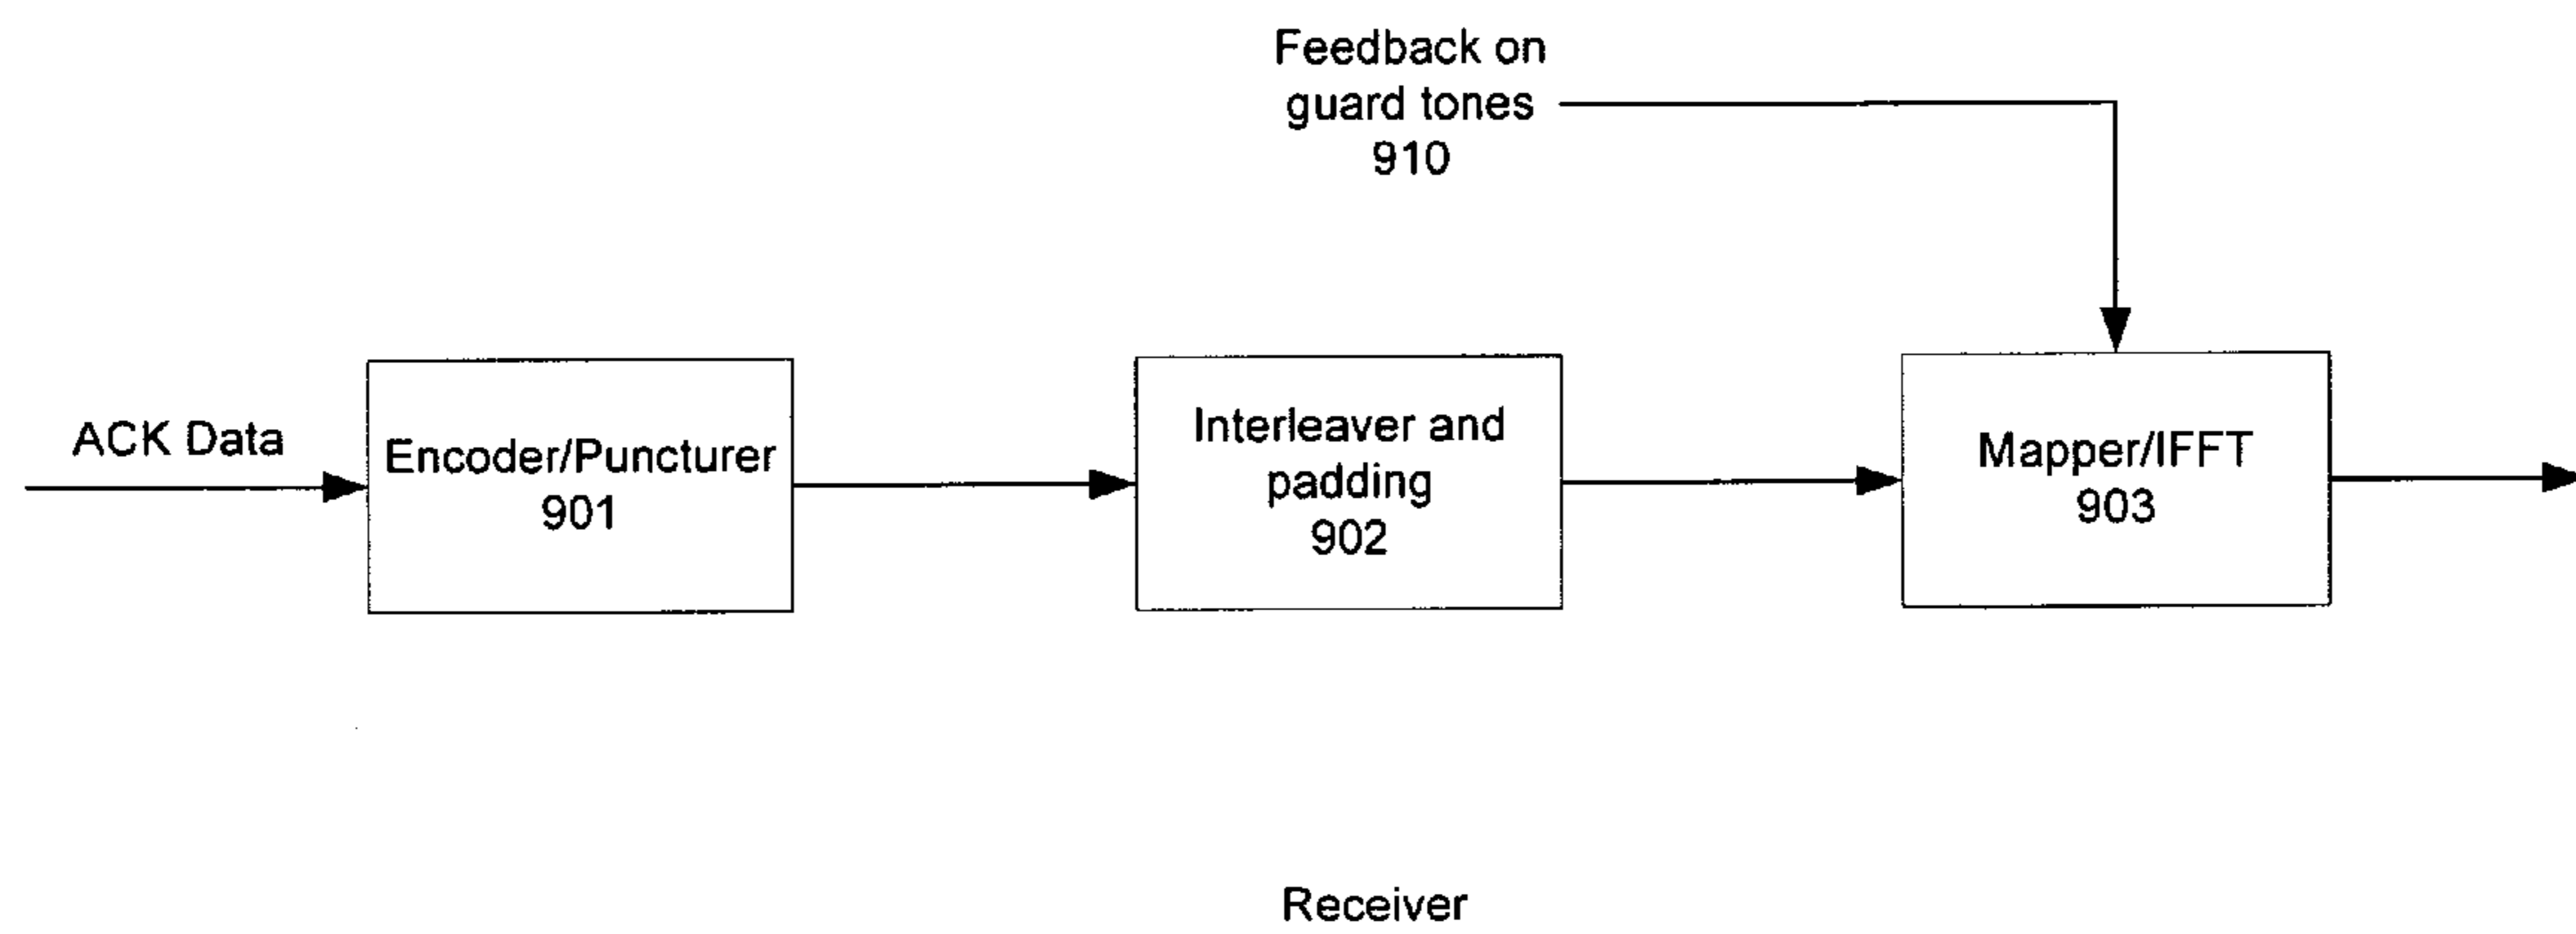 Feedback on
guard tones
910
ACK Data
Encoder/Puncturer
901
Interleaver and
padding
902
Mapper/IFFT
903
Receiver